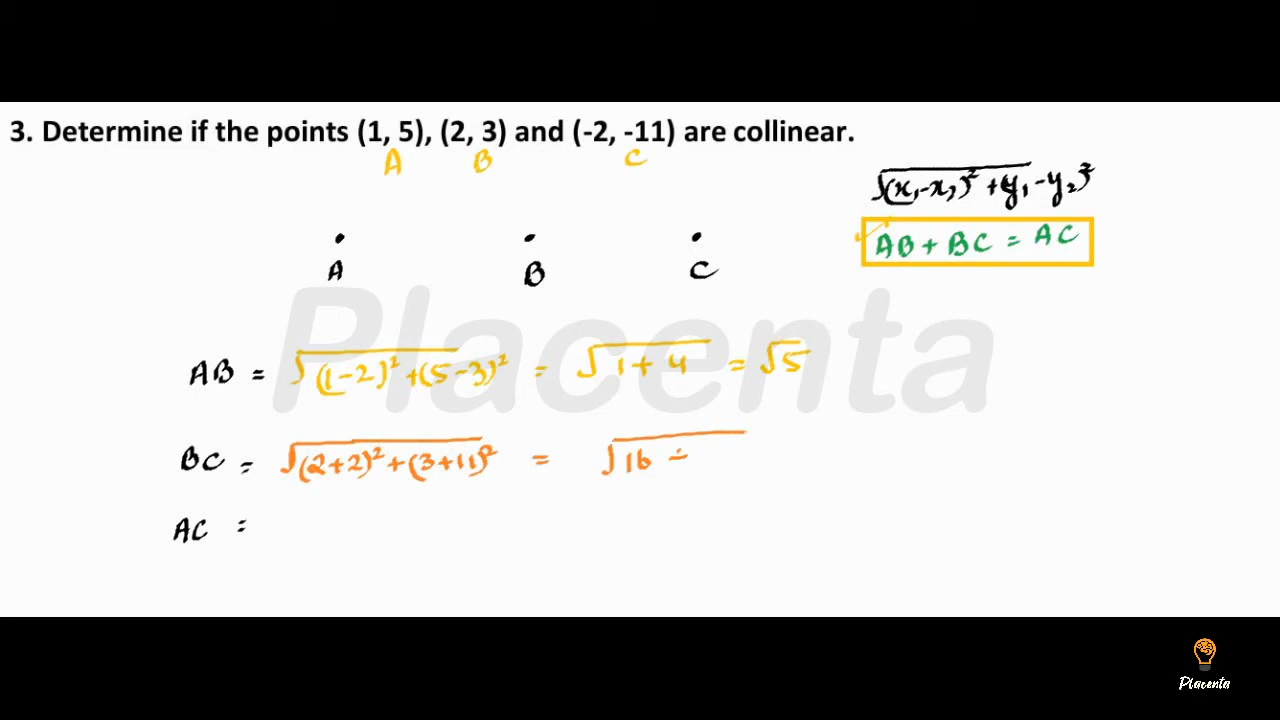 3. Determine if the points (1, 5), (2, 3) and (-2, -11) are collinear.
A B C
√(x₁-x₂)² + (y₁-y₂)²
AB + BC = AC
A B C
Placenta
AB = √(1-2)² + (5-3)² = √1+4 = √5
BC = √(2+2)² + (3+11)² = √16 ÷
AC =
Placenta